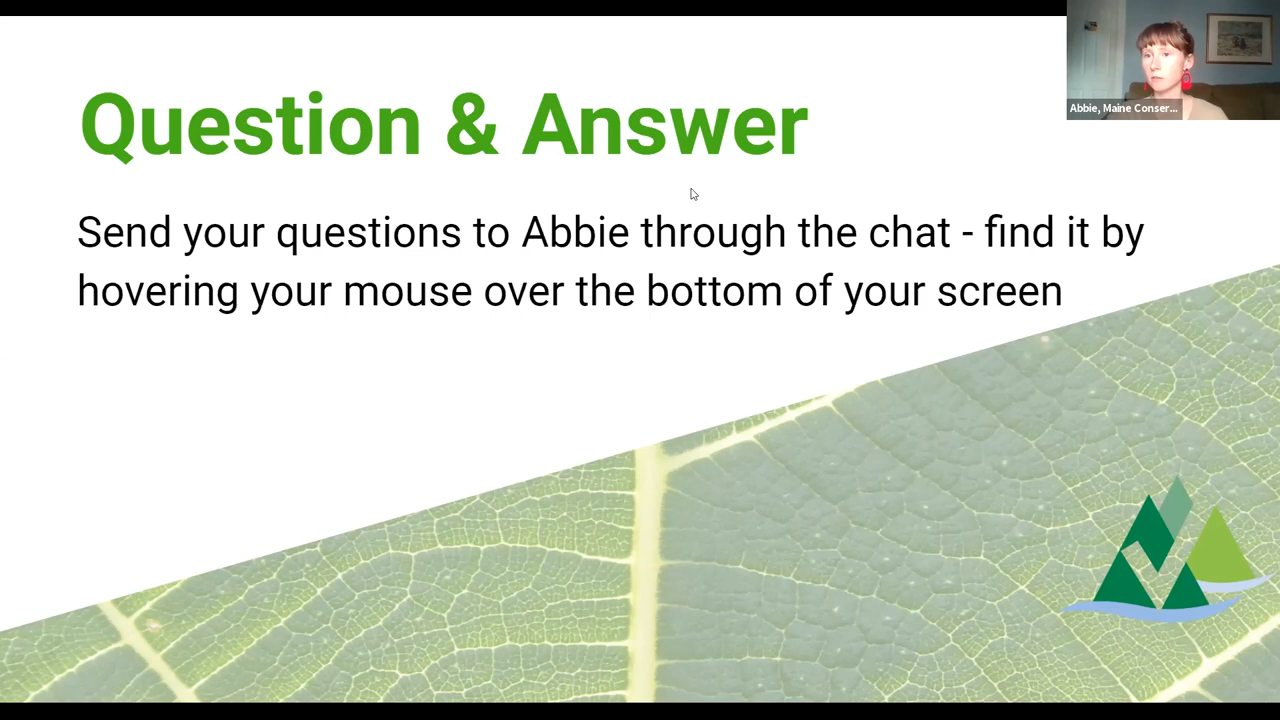 Question & Answer
Send your questions to Abbie through the chat - find it by
hovering your mouse over the bottom of your screen
Abbie, Maine Conser...